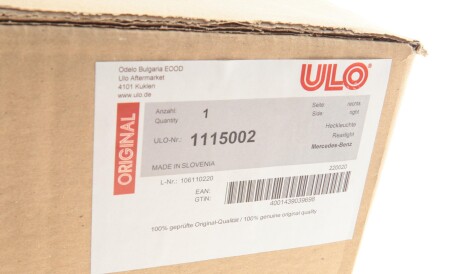 Odelo Bulgaria EOOD
Ulo Aftermarket
4101 Kuklen
www.ulo.de
ULO®
ORIGINAL
Anzahl:
Quantity
1
Seite
rechts
Side
right
ULO-Nr.:
1115002
Heckleuchte
Rearlight
Mercedes-Benz
MADE IN SLOVENIA
220020
L-Nr.: 106110220
EAN:
GTIN:
4001439039698
100% geprüfte Original-Qualität / 100% genuine original quality